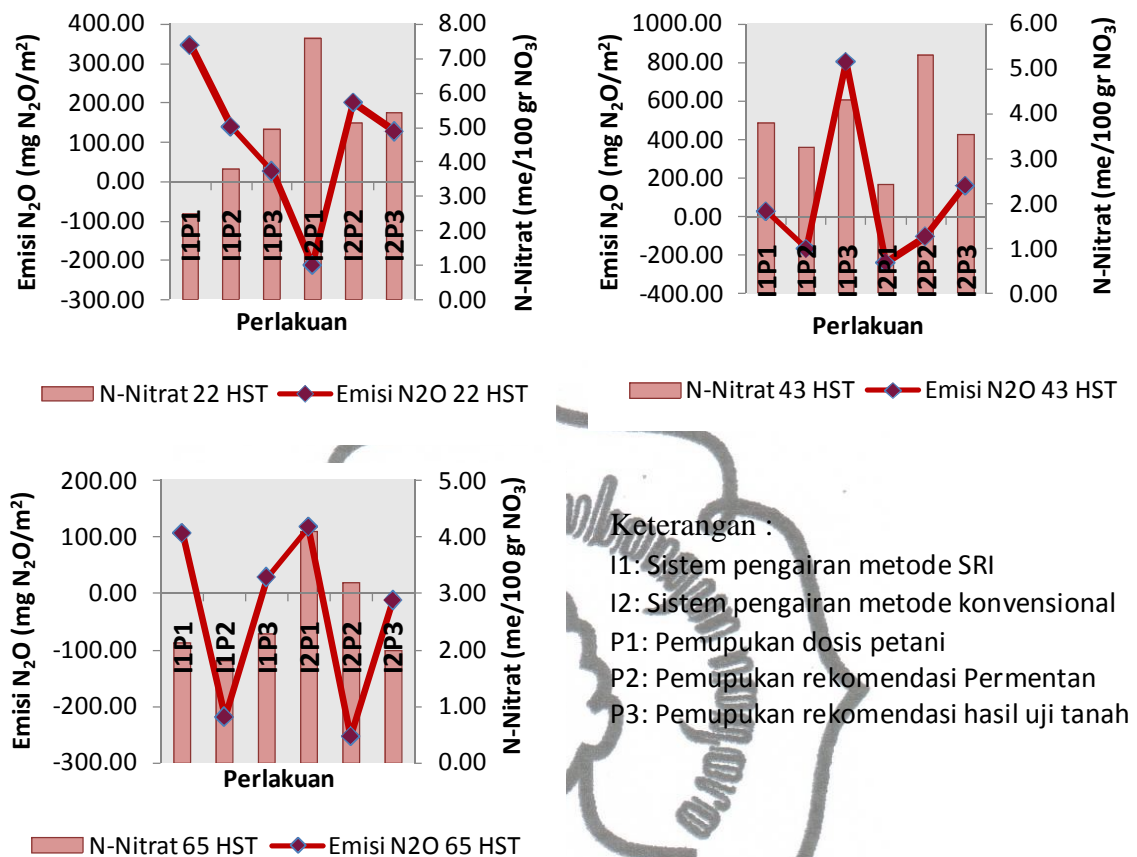 Emisi N₂O (mg N₂O/m²)
400.00
300.00
200.00
100.00
0.00
-100.00
-200.00
-300.00
8.00
7.00
6.00
5.00
4.00
3.00
2.00
1.00
0.00
N-Nitrat (me/100 gr NO₃)
I1P1 I1P2 I1P3 I2P1 I2P2 I2P3
Perlakuan
N-Nitrat 22 HST Emisi N2O 22 HST
Emisi N₂O (mg N₂O/m²)
1000.00
800.00
600.00
400.00
200.00
0.00
-200.00
-400.00
6.00
5.00
4.00
3.00
2.00
1.00
0.00
N-Nitrat (me/100 gr NO₃)
I1P1 I1P2 I1P3 I2P1 I2P2 I2P3
Perlakuan
N-Nitrat 43 HST Emisi N2O 43 HST
Emisi N₂O (mg N₂O/m²)
200.00
100.00
0.00
-100.00
-200.00
-300.00
5.00
4.00
3.00
2.00
1.00
0.00
N-Nitrat (me/100 gr NO₃)
I1P1 I1P2 I1P3 I2P1 I2P2 I2P3
Perlakuan
N-Nitrat 65 HST Emisi N2O 65 HST
Keterangan :
I1: Sistem pengairan metode SRI
I2: Sistem pengairan metode konvensional
P1: Pemupukan dosis petani
P2: Pemupukan rekomendasi Permentan
P3: Pemupukan rekomendasi hasil uji tanah